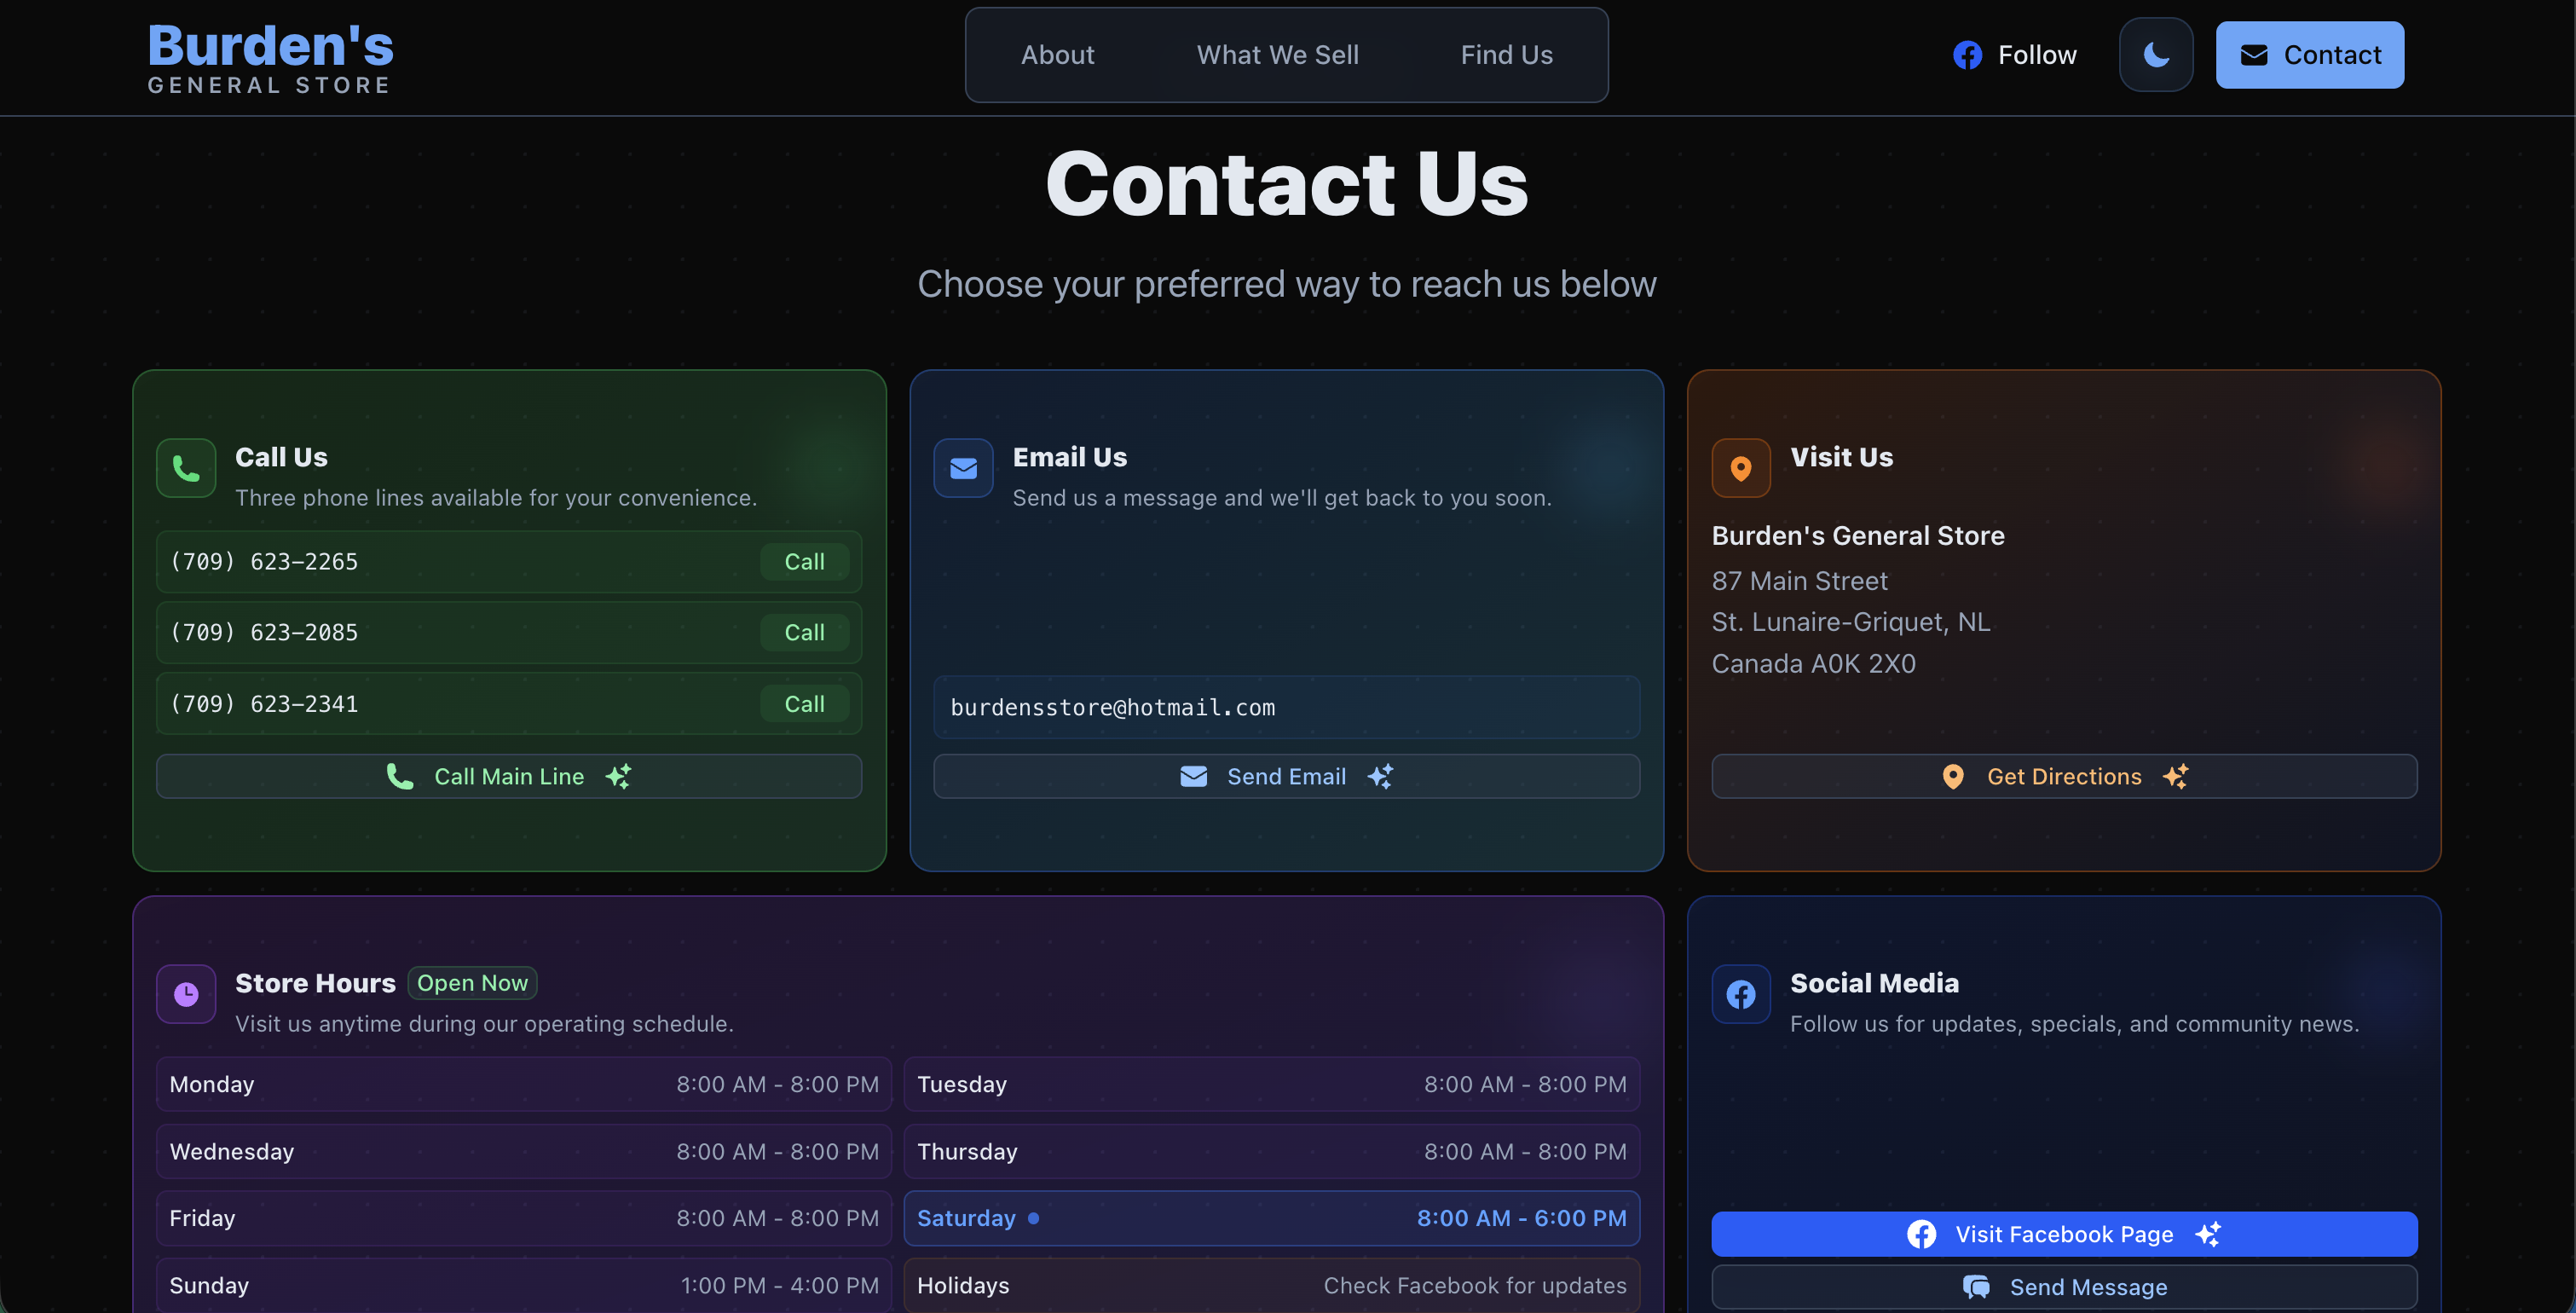 Burden's
GENERAL STORE
About
What We Sell
Find Us
Follow
Contact
Contact Us
Choose your preferred way to reach us below
Call Us
Three phone lines available for your convenience.
(709) 623-2265
Call
(709) 623-2085
Call
(709) 623-2341
Call
Call Main Line
Email Us
Send us a message and we'll get back to you soon.
burdensstore@hotmail.com
Send Email
Visit Us
Burden's General Store
87 Main Street
St. Lunaire-Griquet, NL
Canada A0K 2X0
Get Directions
Store Hours
Open Now
Visit us anytime during our operating schedule.
Monday 8:00 AM - 8:00 PM
Tuesday 8:00 AM - 8:00 PM
Wednesday 8:00 AM - 8:00 PM
Thursday 8:00 AM - 8:00 PM
Friday 8:00 AM - 8:00 PM
Saturday 8:00 AM - 6:00 PM
Sunday 1:00 PM - 4:00 PM
Holidays Check Facebook for updates
Social Media
Follow us for updates, specials, and community news.
Visit Facebook Page
Send Message